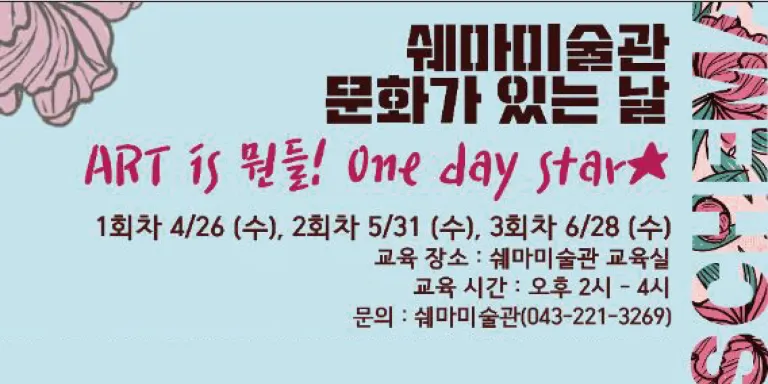 쉐마미술관
문화가 있는 날
ART is 뭔들! One day star★
1회차 4/26 (수), 2회차 5/31 (수), 3회차 6/28 (수)
교육 장소 : 쉐마미술관 교육실
교육 시간 : 오후 2시 - 4시
문의 : 쉐마미술관(043-221-3269)
SCHEMA